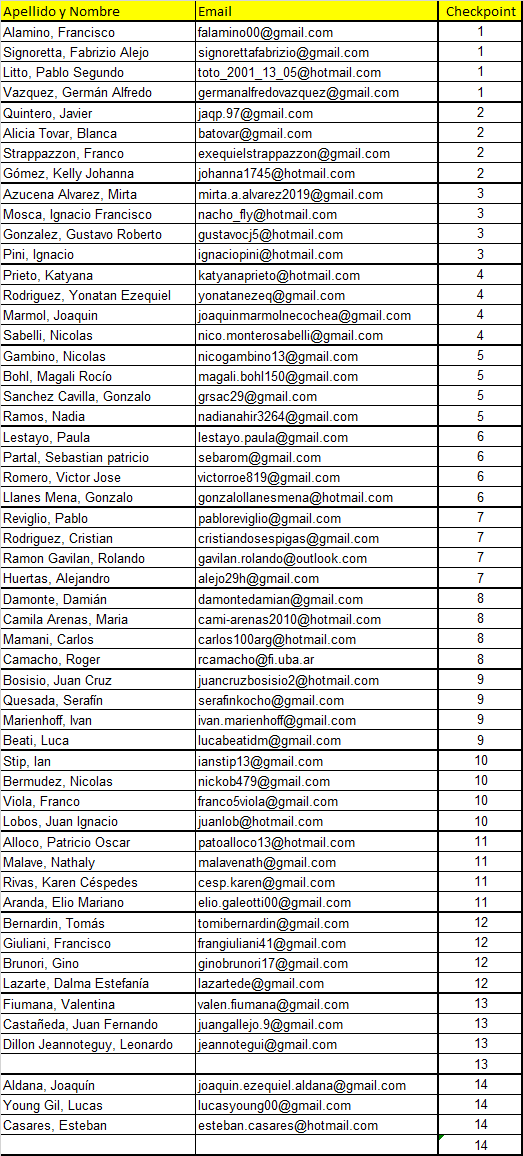 Apellido y Nombre Email Checkpoint
Alamino, Francisco falamino00@gmail.com 1
Signoretta, Fabrizio Alejo signorettafabrizio@gmail.com 1
Litto, Pablo Segundo toto_2001_13_05@hotmail.com 1
Vazquez, Germán Alfredo germanalfredovazquez@gmail.com 1
Quintero, Javier jaqp.97@gmail.com 2
Alicia Tovar, Blanca batovar@gmail.com 2
Strappazzon, Franco exequielstrappazzon@gmail.com 2
Gómez, Kelly Johanna johanna1745@hotmail.com 2
Azucena Alvarez, Mirta mirta.a.alvarez2019@gmail.com 3
Mosca, Ignacio Francisco nacho_fly@hotmail.com 3
Gonzalez, Gustavo Roberto gustavocj5@hotmail.com 3
Pini, Ignacio ignaciopini@hotmail.com 3
Prieto, Katyana katyanaprieto@hotmail.com 4
Rodriguez, Yonatan Ezequiel yonatanezeq@gmail.com 4
Marmol, Joaquin joaquinmarmolnecochea@gmail.com 4
Sabelli, Nicolas nico.monterosabelli@gmail.com 4
Gambino, Nicolas nicogambino13@gmail.com 5
Bohl, Magali Rocío magali.bohl150@gmail.com 5
Sanchez Cavilla, Gonzalo grsac29@gmail.com 5
Ramos, Nadia nadianahir3264@gmail.com 5
Lestayo, Paula lestayo.paula@gmail.com 6
Partal, Sebastian patricio sebarom@gmail.com 6
Romero, Victor Jose victorroe819@gmail.com 6
Llanes Mena, Gonzalo gonzalollanesmena@hotmail.com 6
Reviglio, Pablo pabloreviglio@gmail.com 7
Rodriguez, Cristian cristiandosespigas@gmail.com 7
Ramon Gavilan, Rolando gavilan.rolando@outlook.com 7
Huertas, Alejandro alejo29h@gmail.com 7
Damonte, Damián damontedamian@gmail.com 8
Camila Arenas, Maria cami-arenas2010@hotmail.com 8
Mamani, Carlos carlos100arg@hotmail.com 8
Camacho, Roger rcamacho@fi.uba.ar 8
Bosisio, Juan Cruz juancruzbosisio2@hotmail.com 9
Quesada, Serafín serafinkocho@gmail.com 9
Marienhoff, Ivan ivan.marienhoff@gmail.com 9
Beati, Luca lucabeatidm@gmail.com 9
Stip, Ian ianstip13@gmail.com 10
Bermudez, Nicolas nickob479@gmail.com 10
Viola, Franco franco5viola@gmail.com 10
Lobos, Juan Ignacio juanlob@hotmail.com 10
Alloco, Patricio Oscar patoalloco13@hotmail.com 11
Malave, Nathaly malavenath@gmail.com 11
Rivas, Karen Céspedes cesp.karen@gmail.com 11
Aranda, Elio Mariano elio.galeotti00@gmail.com 11
Bernardin, Tomás tomibernardin@gmail.com 12
Giuliani, Francisco frangiuliani41@gmail.com 12
Brunori, Gino ginobrunori17@gmail.com 12
Lazarte, Dalma Estefanía lazartede@gmail.com 12
Fiumana, Valentina valen.fiumana@gmail.com 13
Castañeda, Juan Fernando juangallejo.9@gmail.com 13
Dillon Jeannoteguy, Leonardo jeannotegui@gmail.com 13
13
Aldana, Joaquín joaquin.ezequiel.aldana@gmail.com 14
Young Gil, Lucas lucasyoung00@gmail.com 14
Casares, Esteban esteban.casares@hotmail.com 14
14